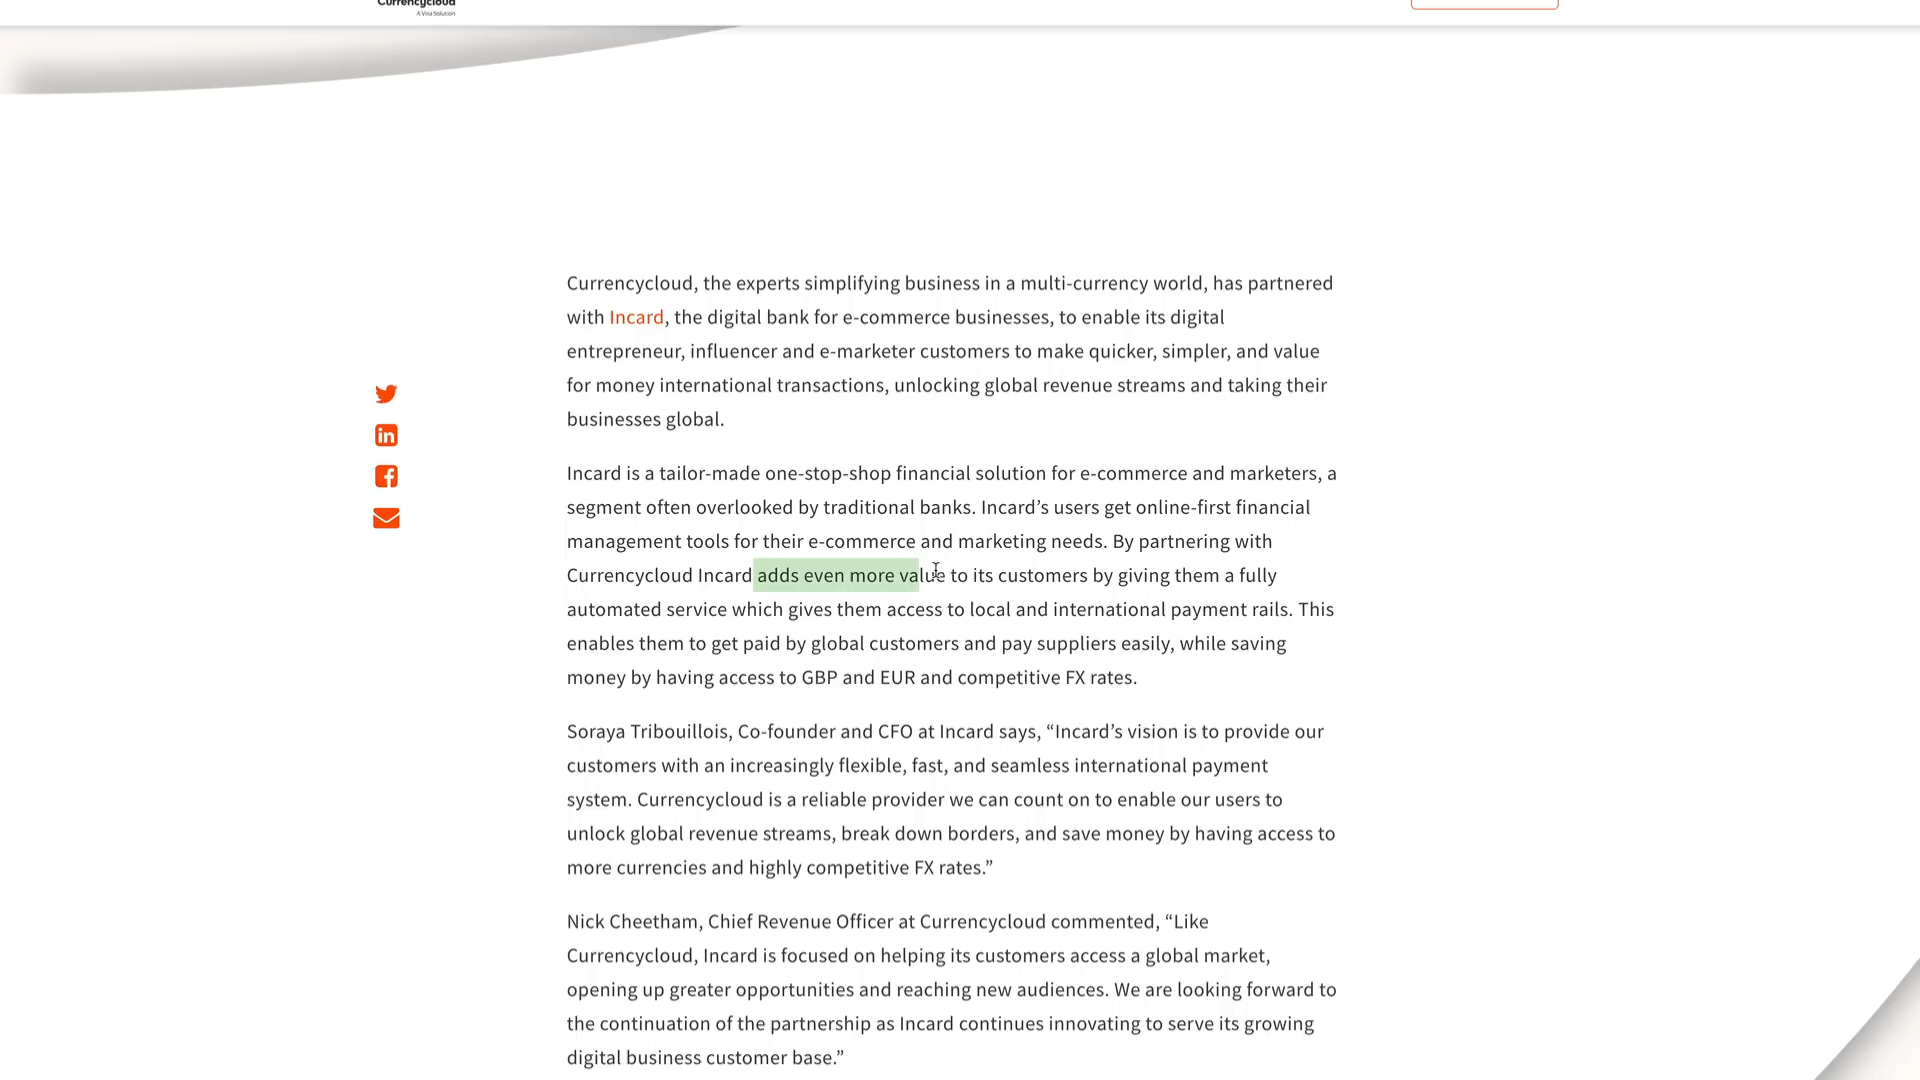 Currencycloud
A Visa Solution
Currencycloud, the experts simplifying business in a multi-currency world, has partnered
with Incard, the digital bank for e-commerce businesses, to enable its digital
entrepreneur, influencer and e-marketer customers to make quicker, simpler, and value
for money international transactions, unlocking global revenue streams and taking their
businesses global.
Incard is a tailor-made one-stop-shop financial solution for e-commerce and marketers, a
segment often overlooked by traditional banks. Incard’s users get online-first financial
management tools for their e-commerce and marketing needs. By partnering with
Currencycloud Incard adds even more value to its customers by giving them a fully
automated service which gives them access to local and international payment rails. This
enables them to get paid by global customers and pay suppliers easily, while saving
money by having access to GBP and EUR and competitive FX rates.
Soraya Tribouillois, Co-founder and CFO at Incard says, “Incard’s vision is to provide our
customers with an increasingly flexible, fast, and seamless international payment
system. Currencycloud is a reliable provider we can count on to enable our users to
unlock global revenue streams, break down borders, and save money by having access to
more currencies and highly competitive FX rates.”
Nick Cheetham, Chief Revenue Officer at Currencycloud commented, “Like
Currencycloud, Incard is focused on helping its customers access a global market,
opening up greater opportunities and reaching new audiences. We are looking forward to
the continuation of the partnership as Incard continues innovating to serve its growing
digital business customer base.”